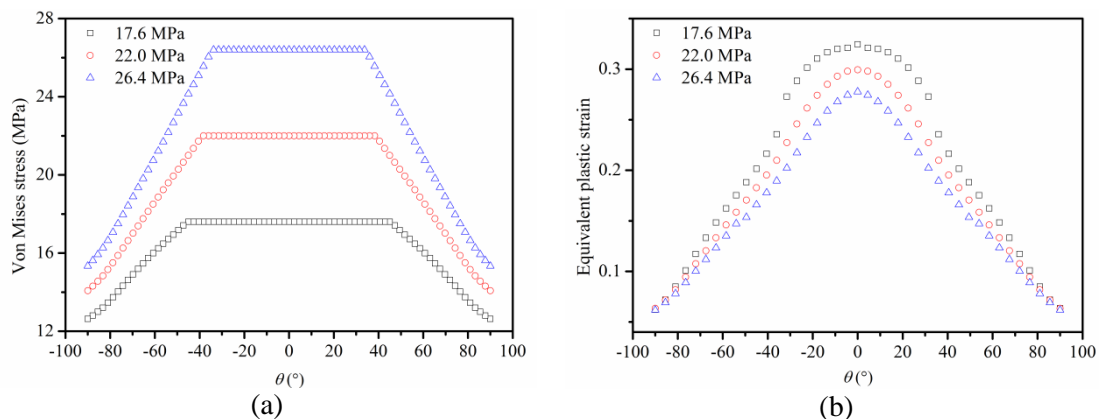 28
24
20
16
12
Von Mises stress (MPa)
17.6 MPa
22.0 MPa
26.4 MPa
-100 -80 -60 -40 -20 0 20 40 60 80 100
θ (°)
(a)
0.3
0.2
0.1
Equivalent plastic strain
17.6 MPa
22.0 MPa
26.4 MPa
-100 -80 -60 -40 -20 0 20 40 60 80 100
θ (°)
(b)